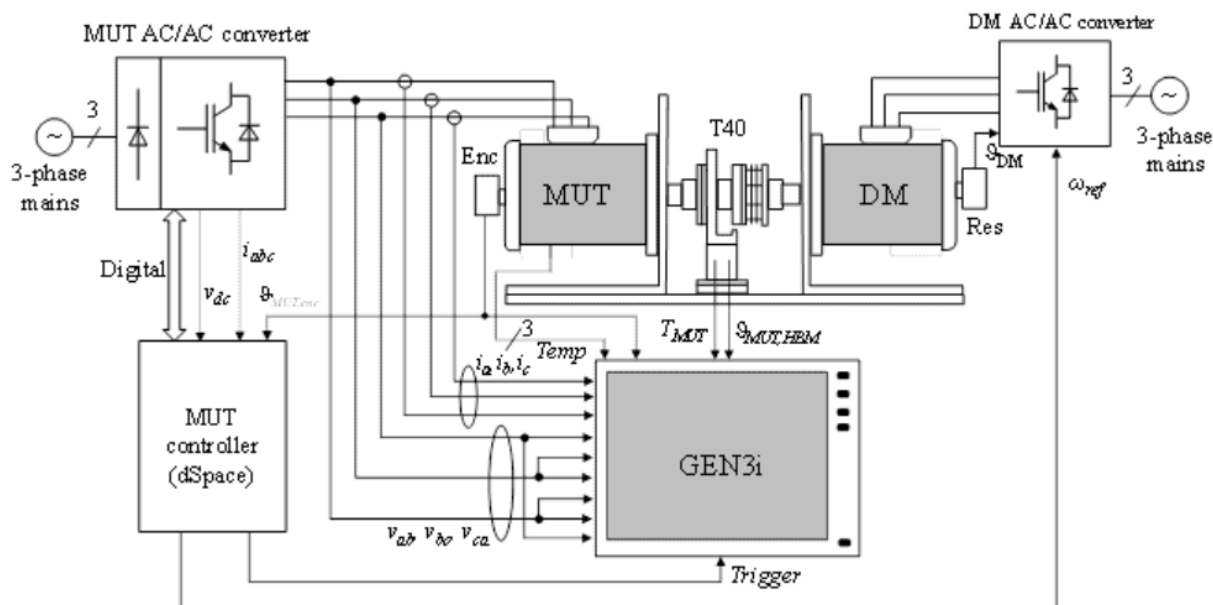 MUT AC/AC converter
DM AC/AC converter
3
3
~
~
3-phase
mains
3-phase
mains
T40
Enc
MUT
DM
ϑDM
ωref
Res
iabc
Digital
vdc
ϑMUT,enc
3
Temp
TMUT
ϑMUT,HBM
ia, ib, ic
MUT
controller
(dSpace)
GEN3i
vab, vbc, vca
Trigger